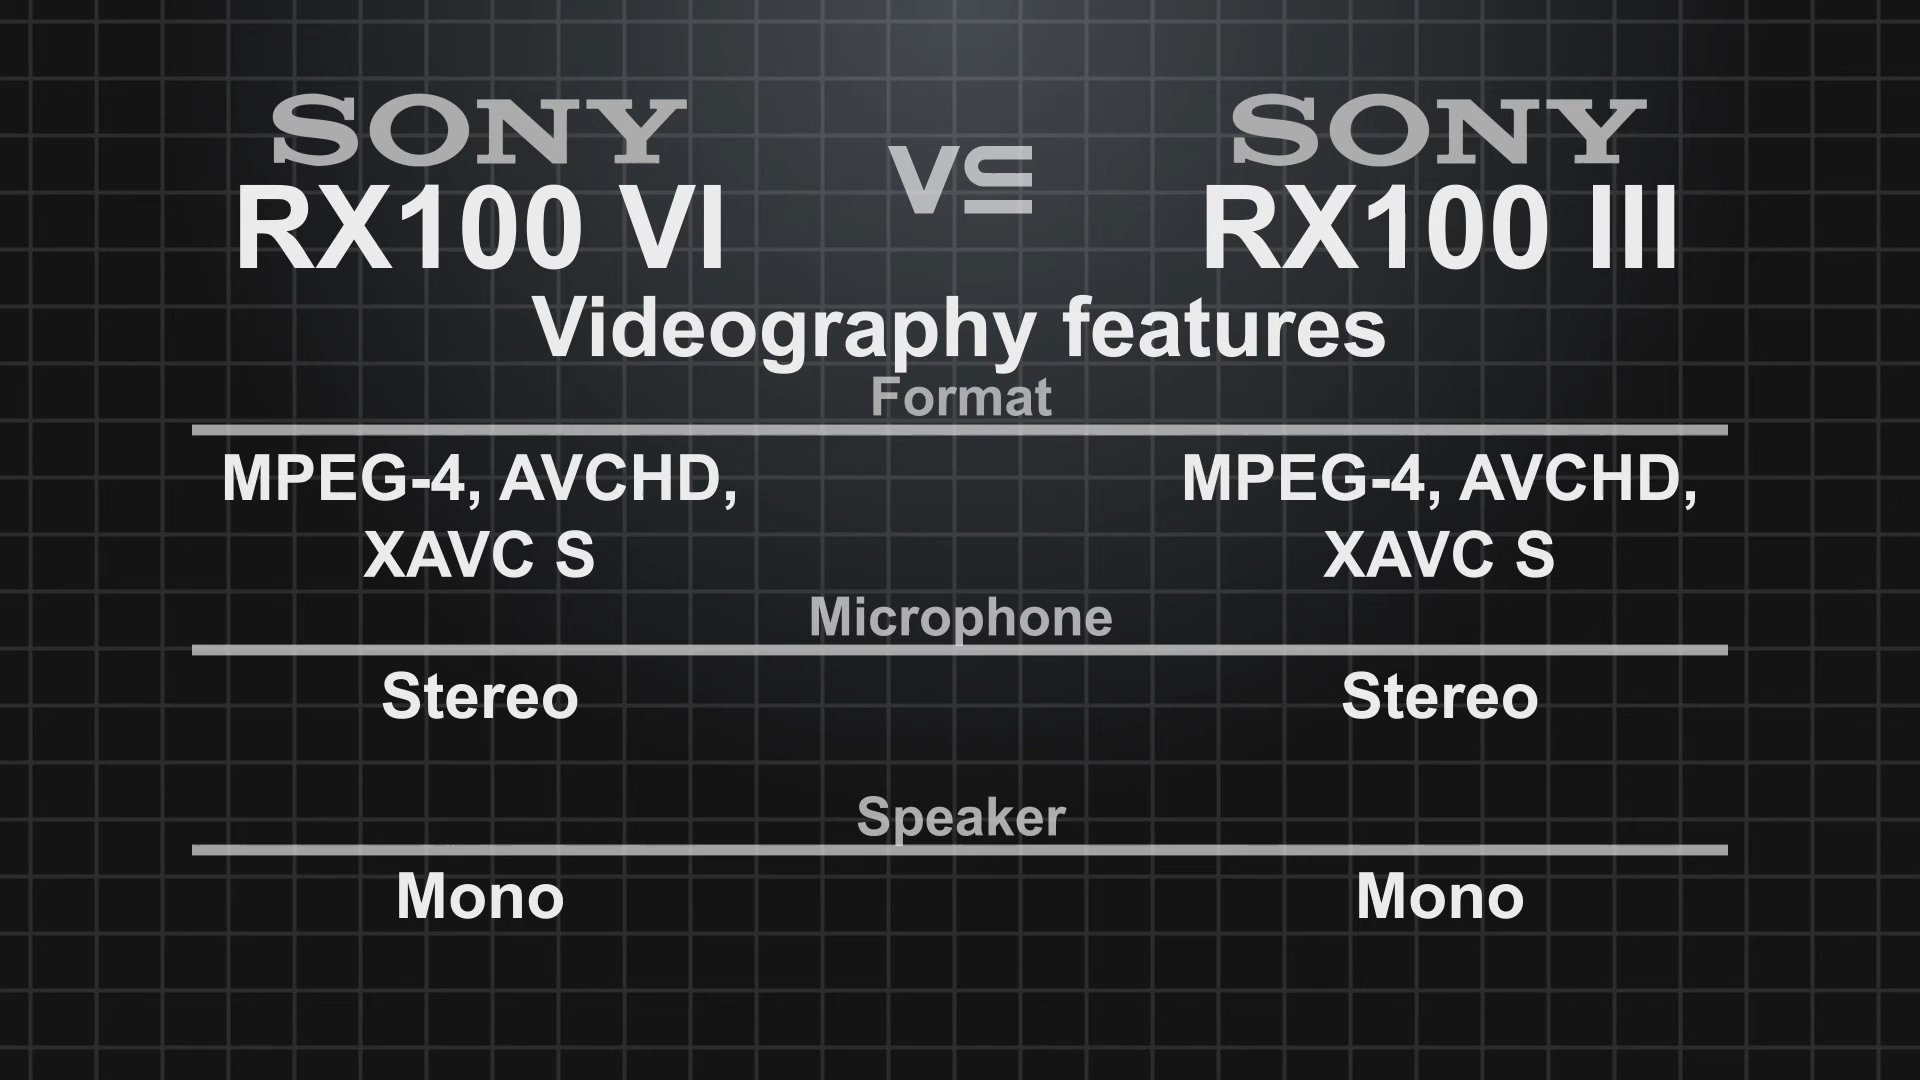 SONY VS SONY
RX100 VI RX100 III
Videography features
Format
MPEG-4, AVCHD, MPEG-4, AVCHD,
XAVC S XAVC S
Microphone
Stereo Stereo
Speaker
Mono Mono